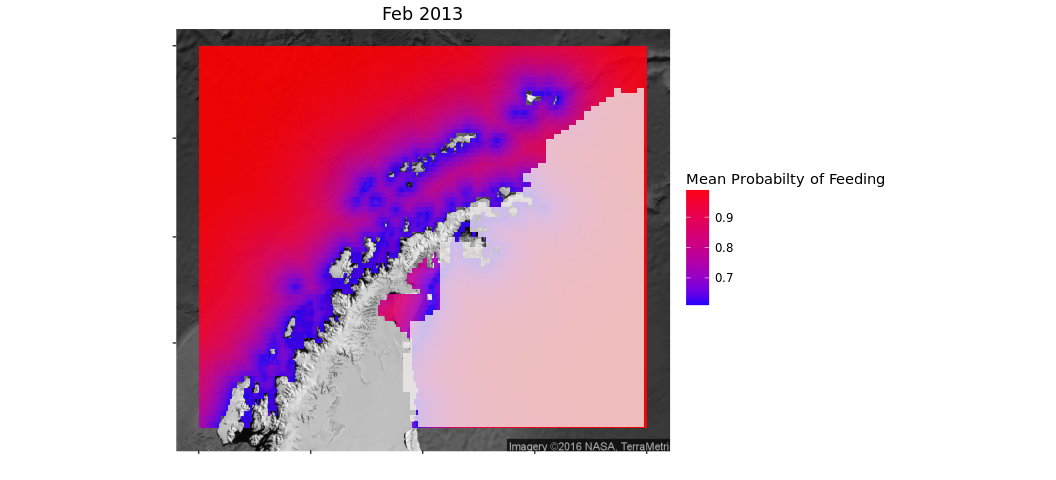 Feb 2013
Mean Probabilty of Feeding
0.9
0.8
0.7
Imagery ©2016 NASA, TerraMetri